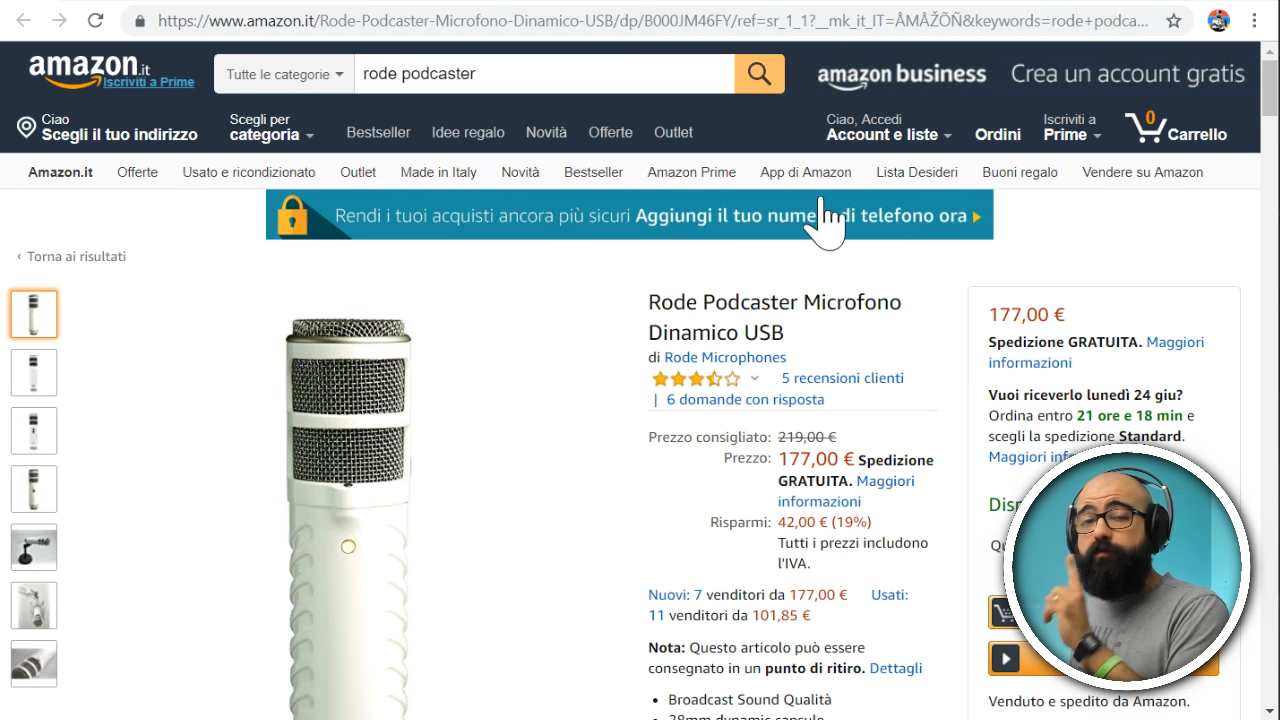 https://www.amazon.it/Rode-Podcaster-Microfono-Dinamico-USB/dp/B000JM46FY/ref=sr_1_1?__mk_it_IT=ÅMÅŽÕÑ&keywords=rode+podca...
amazon.it
Iscriviti a Prime
Tutte le categorie
rode podcaster
amazon business
Crea un account gratis
Ciao
Scegli il tuo indirizzo
Scegli per
categoria
Bestseller
Idee regalo
Novità
Offerte
Outlet
Ciao, Accedi
Account e liste
Ordini
Iscriviti a
Prime
0
Carrello
Amazon.it
Offerte
Usato e ricondizionato
Outlet
Made in Italy
Novità
Bestseller
Amazon Prime
App di Amazon
Lista Desideri
Buoni regalo
Vendere su Amazon
Rendi i tuoi acquisti ancora più sicuri Aggiungi il tuo nume di telefono ora
‹ Torna ai risultati
Rode Podcaster Microfono
Dinamico USB
di Rode Microphones
5 recensioni clienti
| 6 domande con risposta
Prezzo consigliato: 219,00 €
Prezzo: 177,00 € Spedizione
GRATUITA. Maggiori
informazioni
Risparmi: 42,00 € (19%)
Tutti i prezzi includono
l'IVA.
Nuovi: 7 venditori da 177,00 € Usati:
11 venditori da 101,85 €
Nota: Questo articolo può essere
consegnato in un punto di ritiro. Dettagli
• Broadcast Sound Qualità
• 28mm dynamic capsule
177,00 €
Spedizione GRATUITA. Maggiori
informazioni
Vuoi riceverlo lunedì 24 giu?
Ordina entro 21 ore e 18 min e
scegli la spedizione Standard.
Maggiori inf
Dis
Venduto e spedito da Amazon.